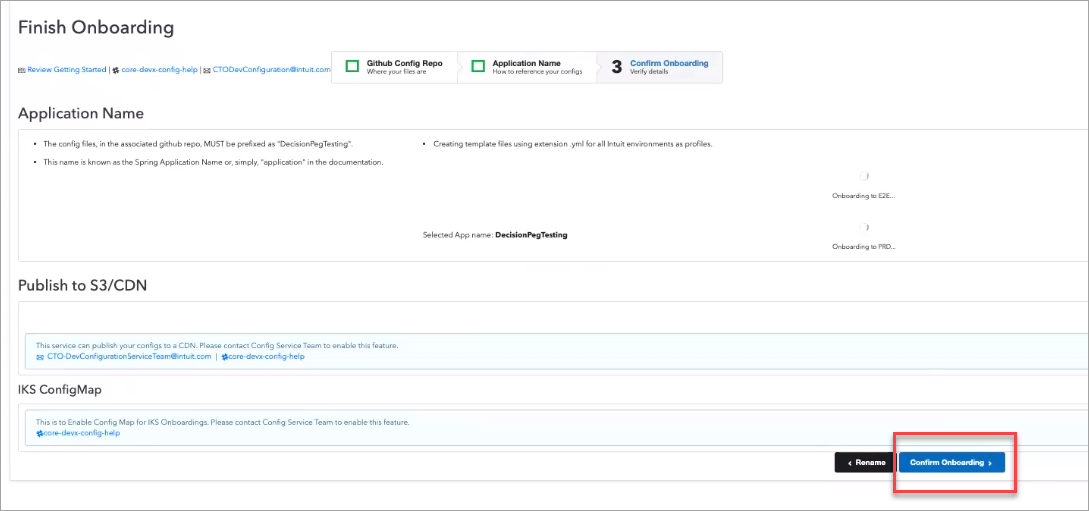 Finish Onboarding
Review Getting Started | core-devx-config-help | CTODevConfiguration@intuit.com
Github Config Repo
Where your files are
Application Name
How to reference your configs
3
Confirm Onboarding
Verify details
Application Name
• The config files, in the associated github repo, MUST be prefixed as "DecisionPegTesting".
• This name is known as the Spring Application Name or, simply, "application" in the documentation.
• Creating template files using extension .yml for all Intuit environments as profiles.
Onboarding to E2E...
Selected App name: DecisionPegTesting
Onboarding to PRD...
Publish to S3/CDN
This service can publish your configs to a CDN. Please contact Config Service Team to enable this feature.
CTO-DevConfigurationServiceTeam@intuit.com | core-devx-config-help
IKS ConfigMap
This is to Enable Config Map for IKS Onboardings. Please contact Config Service Team to enable this feature.
core-devx-config-help
‹ Rename
Confirm Onboarding ›